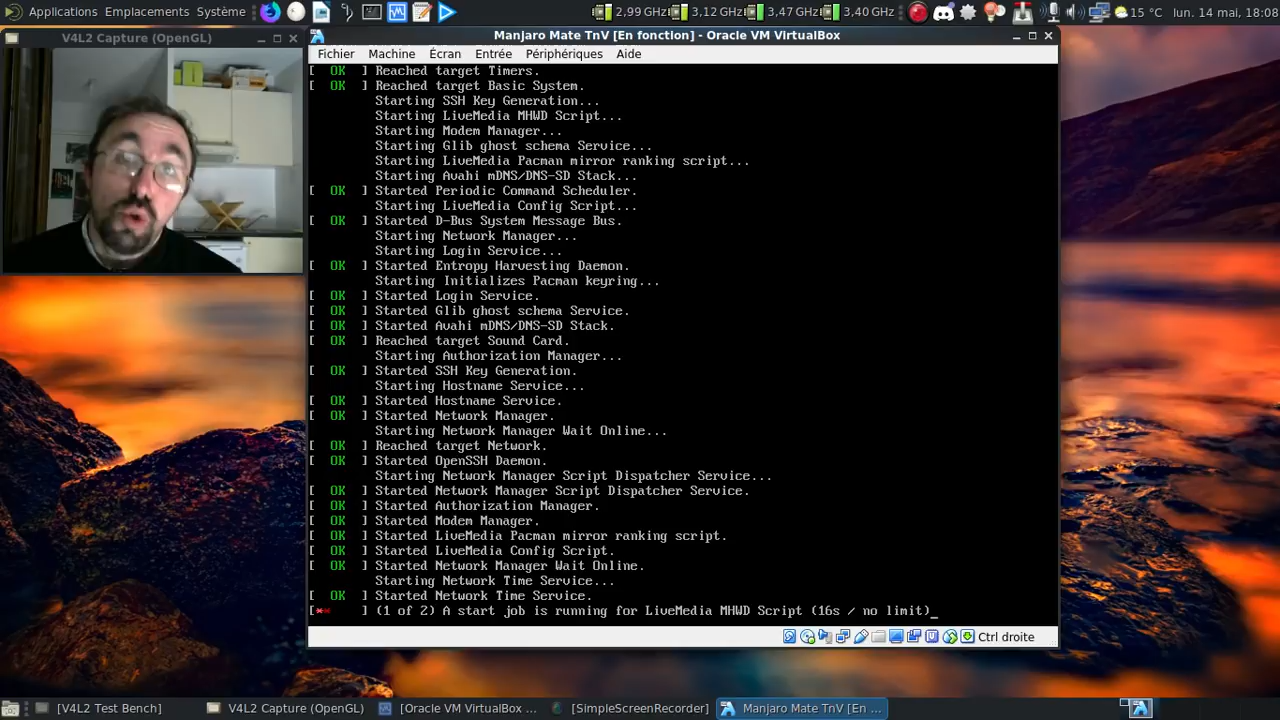 Applications Emplacements Système
2,99 GHz 3,12 GHz 3,47 GHz 3,40 GHz
15 °C lun. 14 mai, 18:08
V4L2 Capture (OpenGL)
Manjaro Mate TnV [En fonction] - Oracle VM VirtualBox
Fichier Machine Écran Entrée Périphériques Aide
[ OK ] Reached target Timers.
[ OK ] Reached target Basic System.
Starting SSH Key Generation...
Starting LiveMedia MHWD Script...
Starting Modem Manager...
Starting Glib ghost schema Service...
Starting LiveMedia Pacman mirror ranking script...
Starting Avahi mDNS/DNS-SD Stack...
[ OK ] Started Periodic Command Scheduler.
Starting LiveMedia Config Script...
[ OK ] Started D-Bus System Message Bus.
Starting Network Manager...
Starting Login Service...
[ OK ] Started Entropy Harvesting Daemon.
Starting Initializes Pacman keyring...
[ OK ] Started Login Service.
[ OK ] Started Glib ghost schema Service.
[ OK ] Started Avahi mDNS/DNS-SD Stack.
[ OK ] Reached target Sound Card.
Starting Authorization Manager...
[ OK ] Started SSH Key Generation.
Starting Hostname Service...
[ OK ] Started Hostname Service.
[ OK ] Started Network Manager.
Starting Network Manager Wait Online...
[ OK ] Reached target Network.
[ OK ] Started OpenSSH Daemon.
Starting Network Manager Script Dispatcher Service...
[ OK ] Started Network Manager Script Dispatcher Service.
[ OK ] Started Authorization Manager.
[ OK ] Started Modem Manager.
[ OK ] Started LiveMedia Pacman mirror ranking script.
[ OK ] Started LiveMedia Config Script.
[ OK ] Started Network Manager Wait Online.
Starting Network Time Service...
[ OK ] Started Network Time Service.
[** ] (1 of 2) A start job is running for LiveMedia MHWD Script (16s / no limit)_
Ctrl droite
[V4L2 Test Bench] V4L2 Capture (OpenGL) [Oracle VM VirtualBox ... [SimpleScreenRecorder] Manjaro Mate TnV [En ...